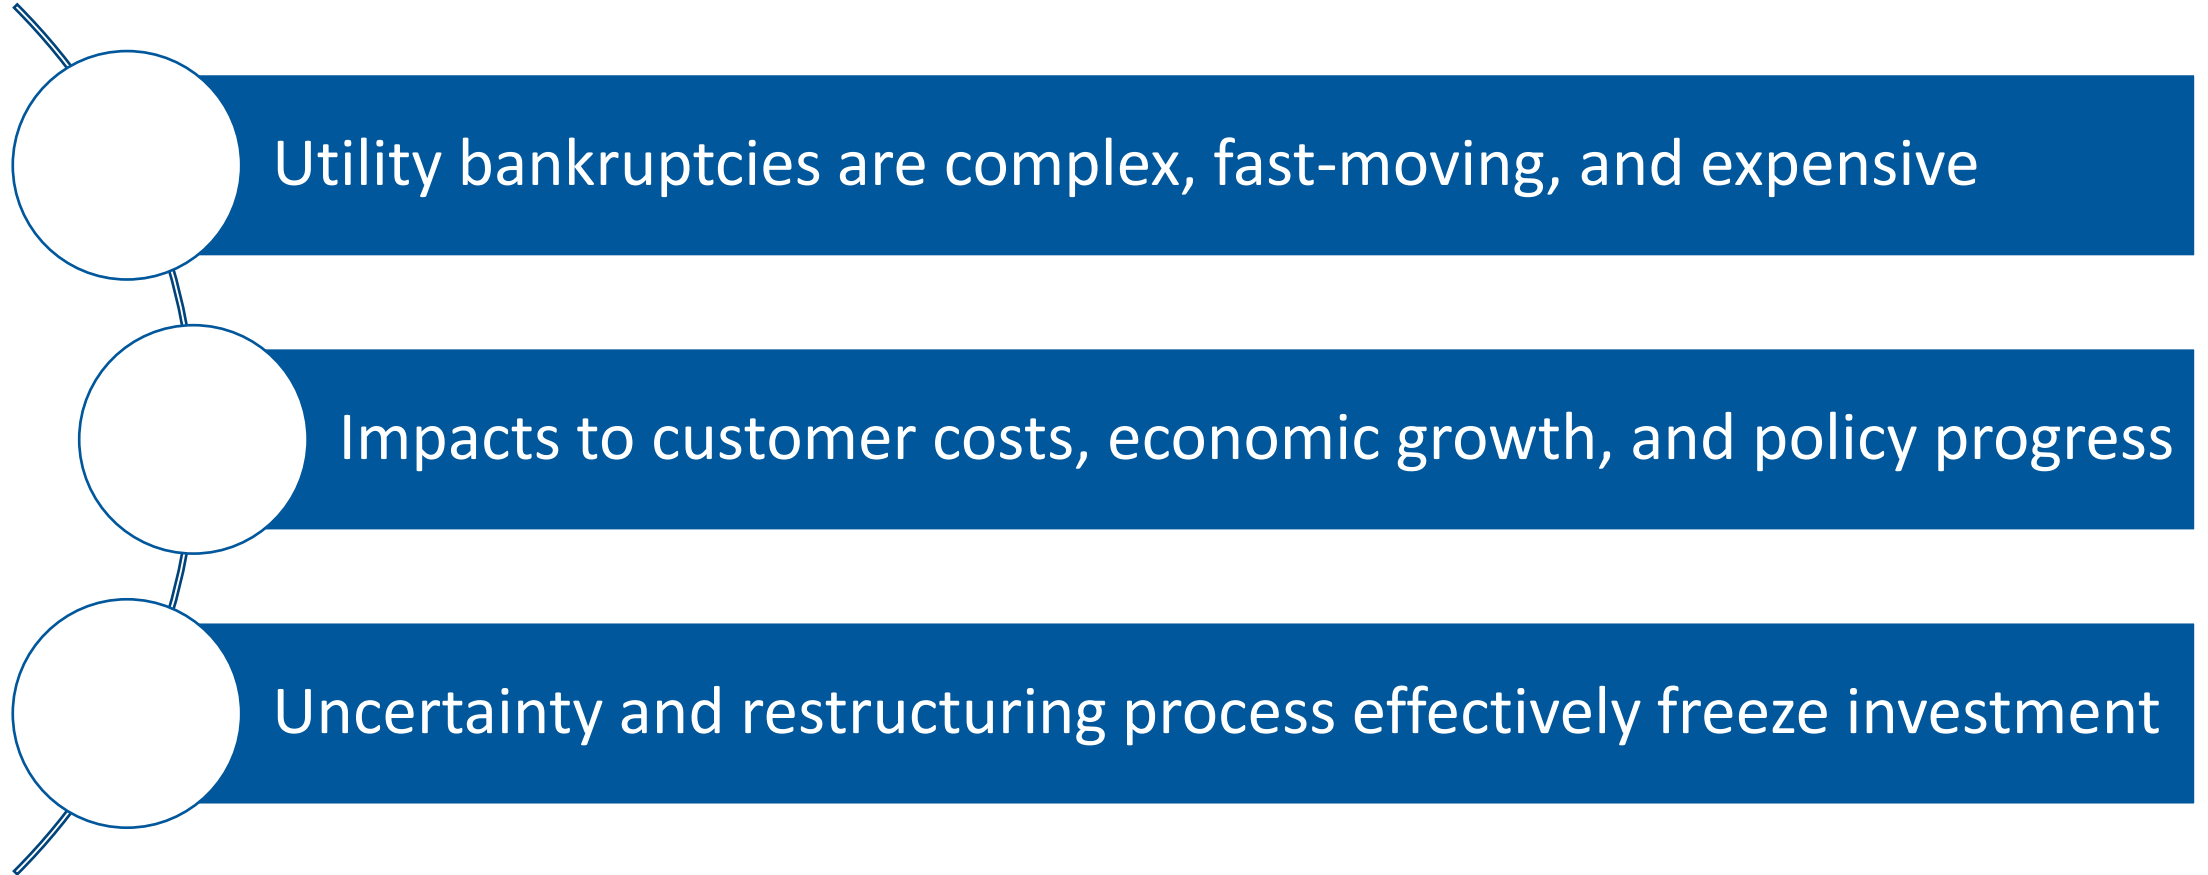 Utility bankruptcies are complex, fast-moving, and expensive
Impacts to customer costs, economic growth, and policy progress
Uncertainty and restructuring process effectively freeze investment